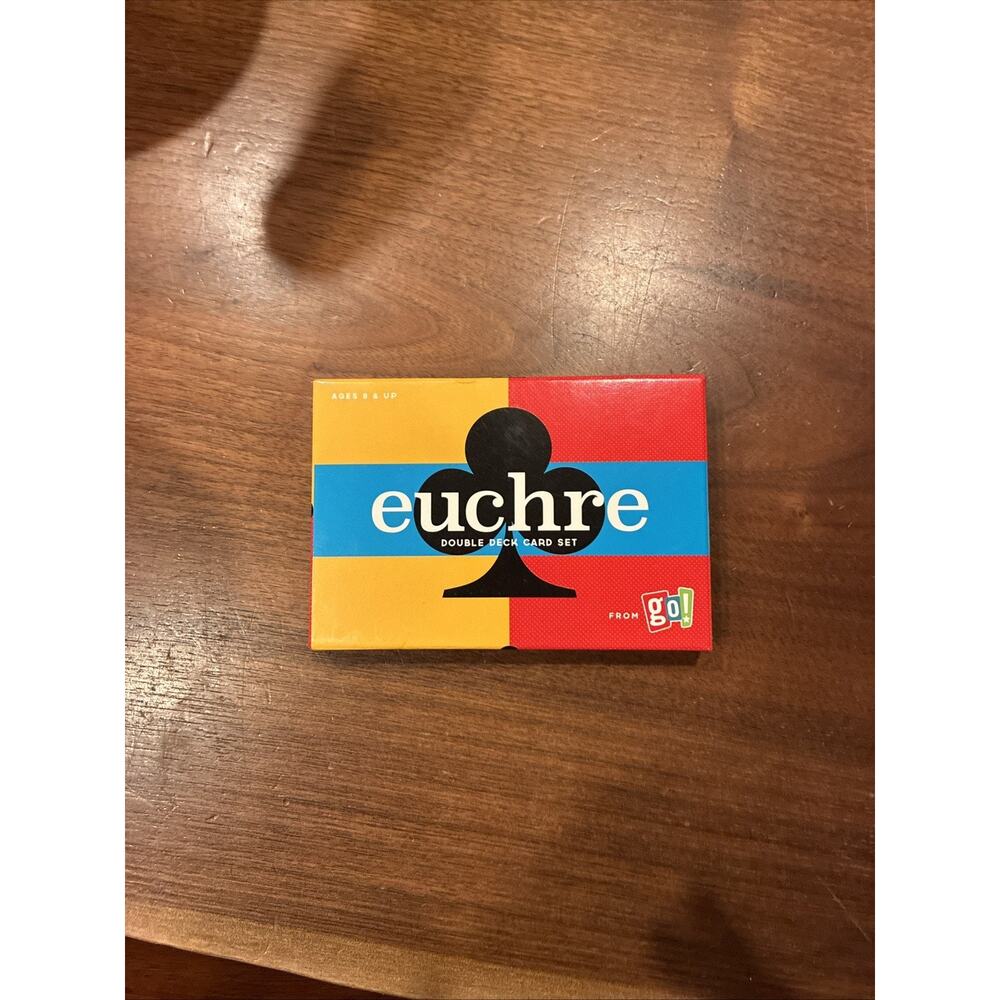 AGES 8 & UP
euchre
DOUBLE DECK CARD SET
FROM go!